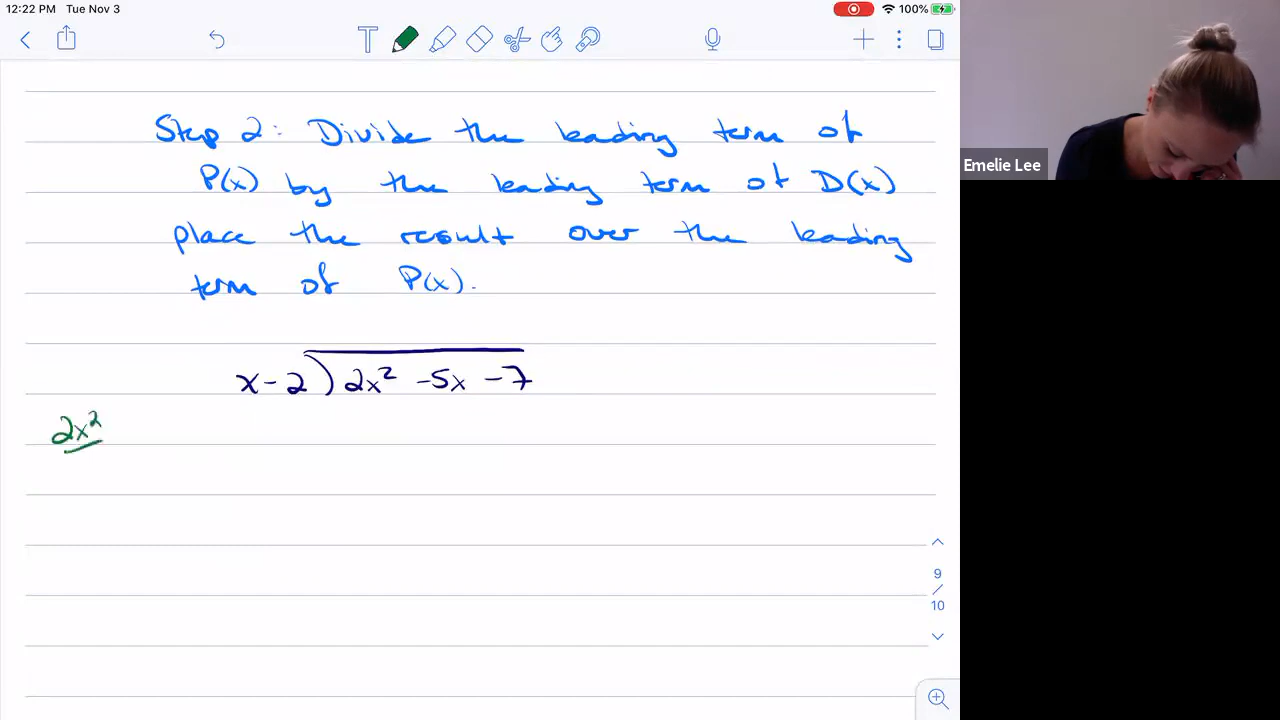 12:22 PM Tue Nov 3
100%
Step 2: Divide the leading term of
P(x) by the leading term of D(x)
place the result over the leading
term of P(x).
x-2)2x² -5x -7
2x²
9
/
10
Emelie Lee